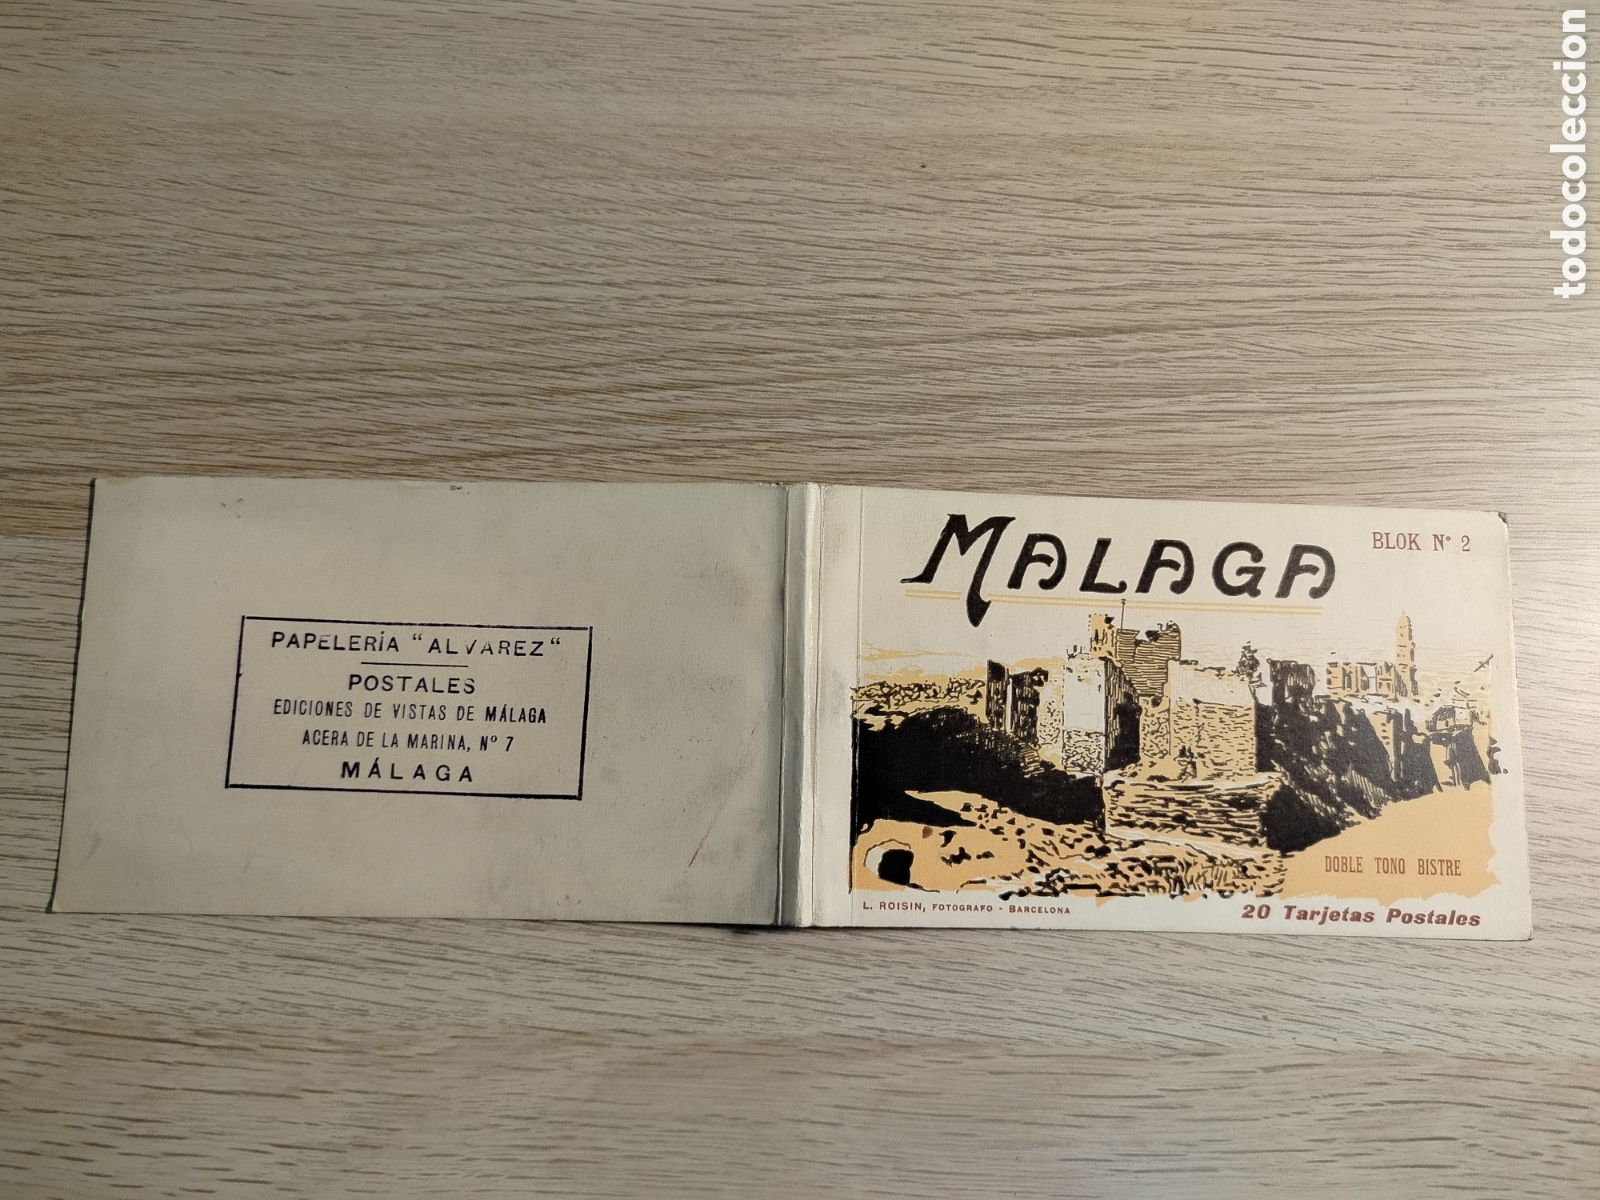 PAPELERÍA "ALVAREZ"
POSTALES
EDICIONES DE VISTAS DE MÁLAGA
ACERA DE LA MARINA, Nº 7
MÁLAGA
MALAGA
BLOK Nº 2
DOBLE TONO BISTRE
L. ROISIN, FOTOGRAFO - BARCELONA
20 Tarjetas Postales
todocoleccion